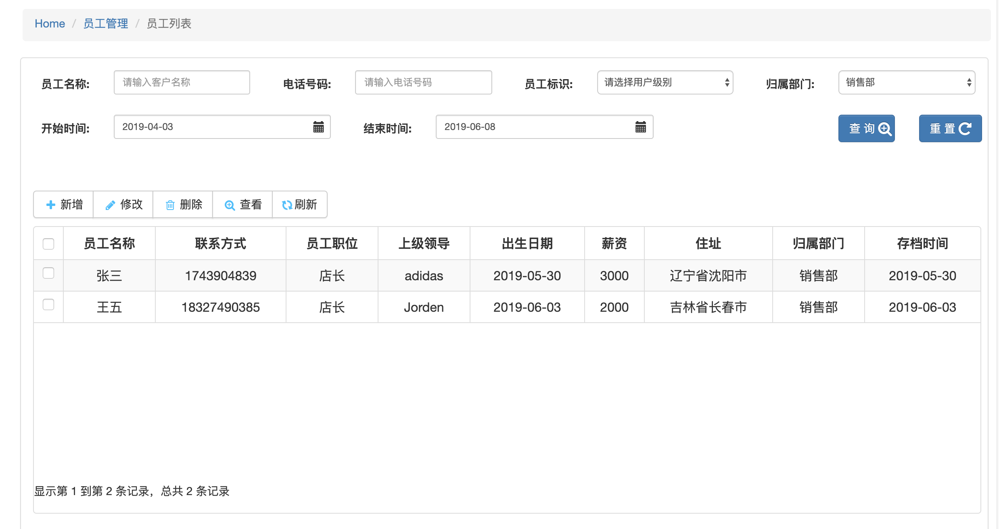 Home / 员工管理 / 员工列表
员工名称: 请输入客户名称 电话号码: 请输入电话号码 员工标识: 请选择用户级别 归属部门: 销售部
开始时间: 2019-04-03 结束时间: 2019-06-08 查 询 重 置
新增 修改 删除 查看 刷新
员工名称 联系方式 员工职位 上级领导 出生日期 薪资 住址 归属部门 存档时间
张三 1743904839 店长 adidas 2019-05-30 3000 辽宁省沈阳市 销售部 2019-05-30
王五 18327490385 店长 Jorden 2019-06-03 2000 吉林省长春市 销售部 2019-06-03
显示第 1 到第 2 条记录，总共 2 条记录